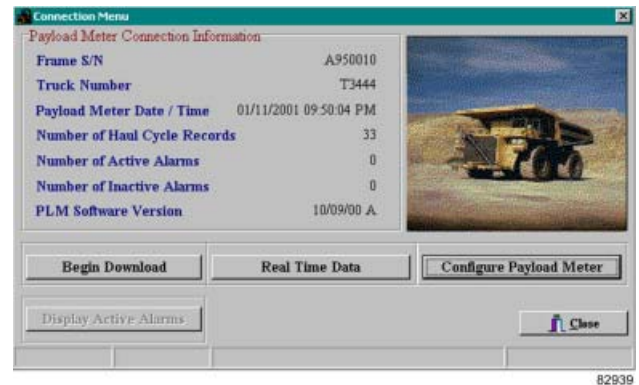 Connection Menu
Payload Meter Connection Information
Frame S/N A950010
Truck Number T3444
Payload Meter Date / Time 01/11/2001 09:50:04 PM
Number of Haul Cycle Records 33
Number of Active Alarms 0
Number of Inactive Alarms 0
PLM Software Version 10/09/00 A
Begin Download Real Time Data Configure Payload Meter
Display Active Alarms Close
82939